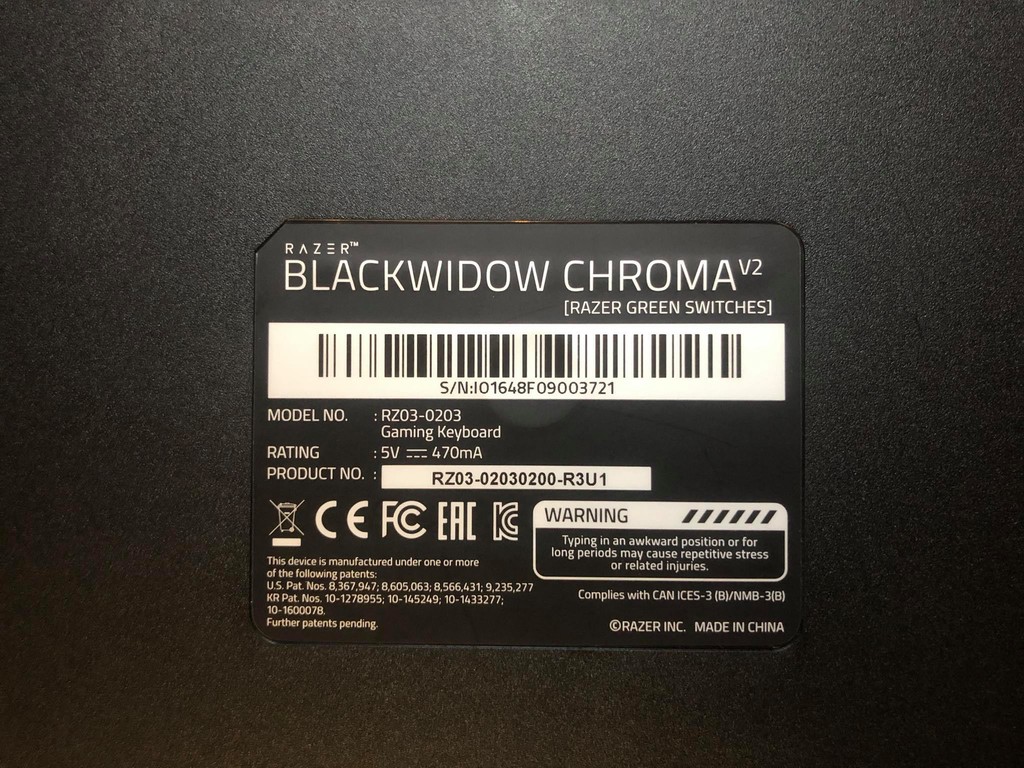 RAZER™
BLACKWIDOW CHROMA V2
[RAZER GREEN SWITCHES]
S/N:IO1648F09003721
MODEL NO. : RZ03-0203
Gaming Keyboard
RATING : 5V ⎓ 470mA
PRODUCT NO. : RZ03-02030200-R3U1
CE FC EAC KC
WARNING
Typing in an awkward position or for
long periods may cause repetitive stress
or related injuries.
This device is manufactured under one or more
of the following patents:
U.S. Pat. Nos. 8,367,947; 8,605,063; 8,566,431; 9,235,277
KR Pat. Nos. 10-1278955; 10-145249; 10-1433277;
10-1600078.
Further patents pending.
Complies with CAN ICES-3 (B)/NMB-3(B)
©RAZER INC. MADE IN CHINA